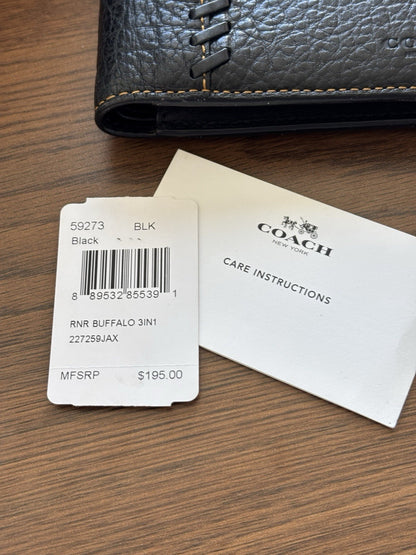 CO
59273 BLK
Black
8 89532 85539 1
RNR BUFFALO 3IN1
227259JAX
MFSRP $195.00
COACH
NEW YORK
CARE INSTRUCTIONS